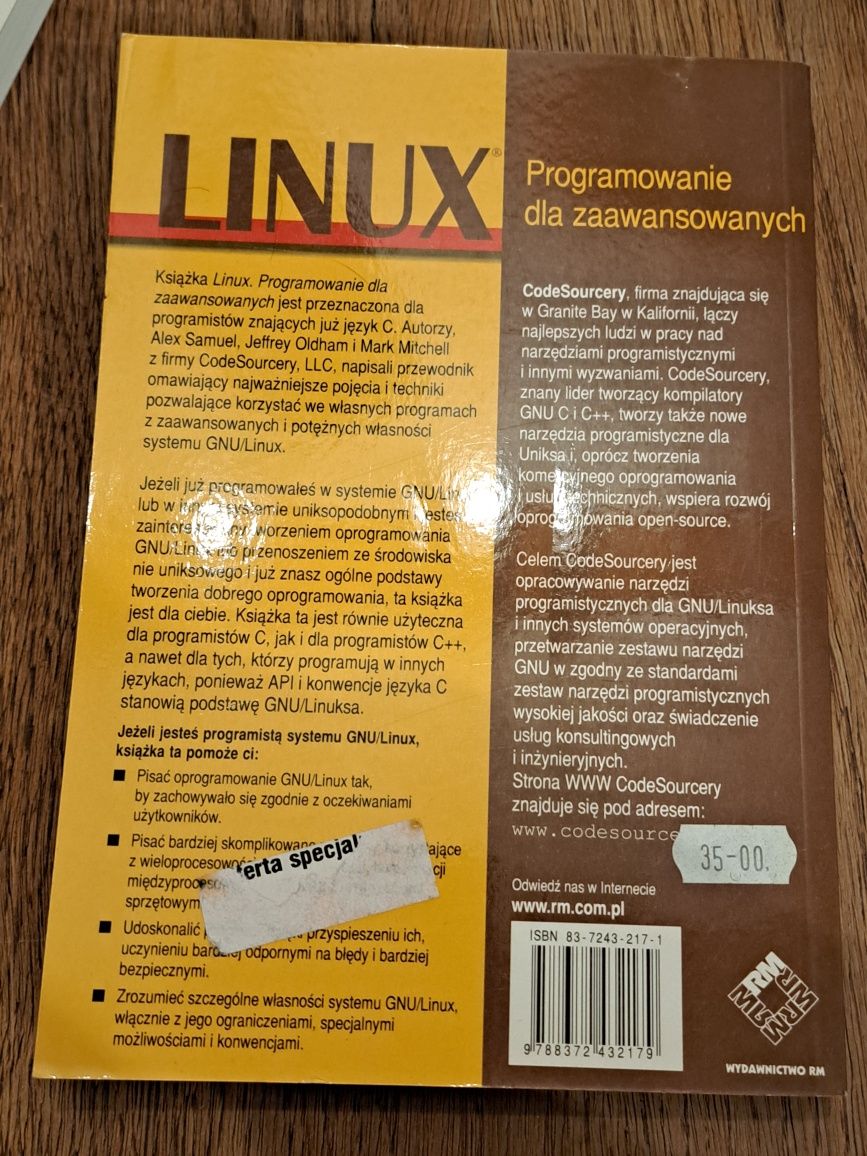 LINUX®
Programowanie
dla zaawansowanych
Książka Linux. Programowanie dla
zaawansowanych jest przeznaczona dla
programistów znających już język C. Autorzy,
Alex Samuel, Jeffrey Oldham i Mark Mitchell
z firmy CodeSourcery, LLC, napisali przewodnik
omawiający najważniejsze pojęcia i techniki
pozwalające korzystać we własnych programach
z zaawansowanych i potężnych własności
systemu GNU/Linux.
Jeżeli już programowałeś w systemie
lub w systemie uniksopodobnym,
tworzeniem oprogramowania
przenoszeniem ze środowiska
nie uniksowego i już znasz ogólne podstawy
tworzenia dobrego oprogramowania, ta książka
jest dla ciebie. Książka ta jest równie użyteczna
dla programistów C, jak i dla programistów C++,
a nawet dla tych, którzy programują w innych
językach, ponieważ API i konwencje języka C
stanowią podstawę GNU/Linuksa.
Jeżeli jesteś programistą systemu GNU/Linux,
książka ta pomoże ci:
■ Pisać oprogramowanie GNU/Linux tak,
by zachowywało się zgodnie z oczekiwaniami
użytkowników.
■ Pisać bardziej
z
erta specjal
■ Udoskonalić przyspieszeniu ich,
uczynieniu bardziej odpornymi na błędy i bardziej
bezpiecznymi.
■ Zrozumieć szczególne własności systemu GNU/Linux,
włącznie z jego ograniczeniami, specjalnymi
możliwościami i konwencjami.
CodeSourcery, firma znajdująca się
w Granite Bay w Kalifornii, łączy
najlepszych ludzi w pracy nad
narzędziami programistycznymi
i innymi wyzwaniami. CodeSourcery,
znany lider tworzący kompilatory
GNU C i C++, tworzy także nowe
narzędzia programistyczne dla
Uniksa i, oprócz tworzenia
komercyjnego oprogramowania
i usług technicznych, wspiera rozwój
oprogramowania open-source.
Celem CodeSourcery jest
opracowywanie narzędzi
programistycznych dla GNU/Linuksa
i innych systemów operacyjnych,
przetwarzanie zestawu narzędzi
GNU w zgodny ze standardami
zestaw narzędzi programistycznych
wysokiej jakości oraz świadczenie
usług konsultingowych
i inżynieryjnych.
Strona WWW CodeSourcery
znajduje się pod adresem:
www.codesource
35-00.
Odwiedź nas w Internecie
www.rm.com.pl
ISBN 83-7243-217-1
9 788372 432179
RM RM RM RM
WYDAWNICTWO RM